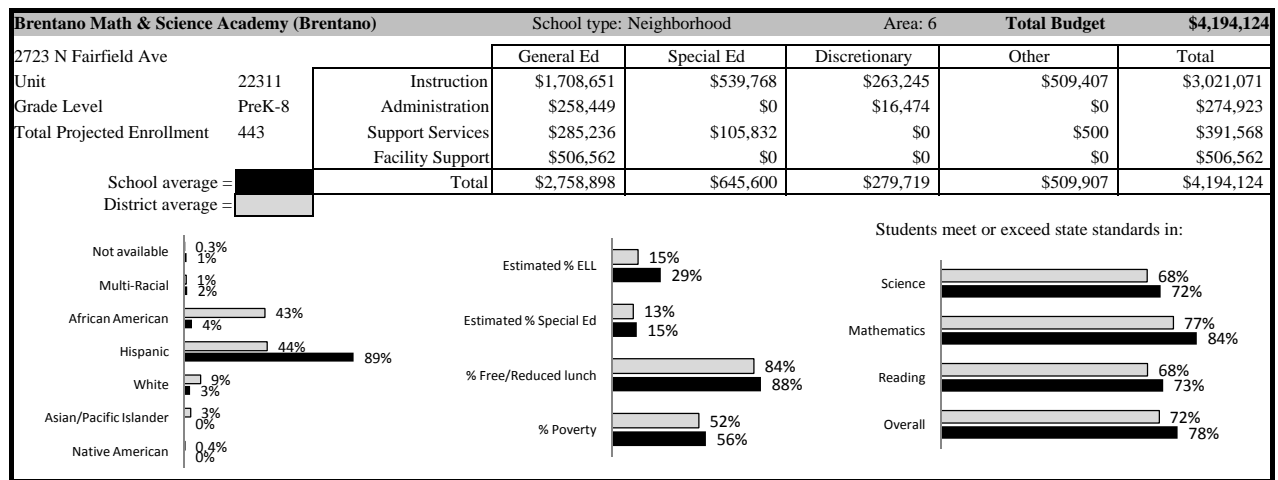 Brentano Math & Science Academy (Brentano) School type: Neighborhood Area: 6 Total Budget $4,194,124
2723 N Fairfield Ave General Ed Special Ed Discretionary Other Total
Unit 22311 Instruction $1,708,651 $539,768 $263,245 $509,407 $3,021,071
Grade Level PreK-8 Administration $258,449 $0 $16,474 $0 $274,923
Total Projected Enrollment 443 Support Services $285,236 $105,832 $0 $500 $391,568
Facility Support $506,562 $0 $0 $0 $506,562
School average = Total $2,758,898 $645,600 $279,719 $509,907 $4,194,124
District average =
Not available 0.3% 1%
Multi-Racial 1% 2%
African American 43% 4%
Hispanic 44% 89%
White 9% 3%
Asian/Pacific Islander 3% 0%
Native American 0.4% 0%
Estimated % ELL 15% 29%
Estimated % Special Ed 13% 15%
% Free/Reduced lunch 84% 88%
% Poverty 52% 56%
Students meet or exceed state standards in:
Science 68% 72%
Mathematics 77% 84%
Reading 68% 73%
Overall 72% 78%